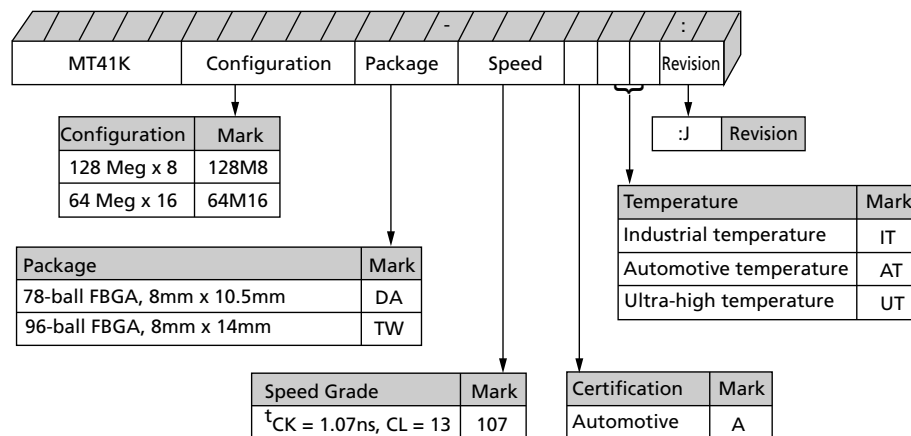 - :
MT41K Configuration Package Speed Revision
Configuration Mark
128 Meg x 8 128M8
64 Meg x 16 64M16
:J Revision
Temperature Mark
Industrial temperature IT
Automotive temperature AT
Ultra-high temperature UT
Package Mark
78-ball FBGA, 8mm x 10.5mm DA
96-ball FBGA, 8mm x 14mm TW
Speed Grade Mark
tCK = 1.07ns, CL = 13 107
Certification Mark
Automotive A